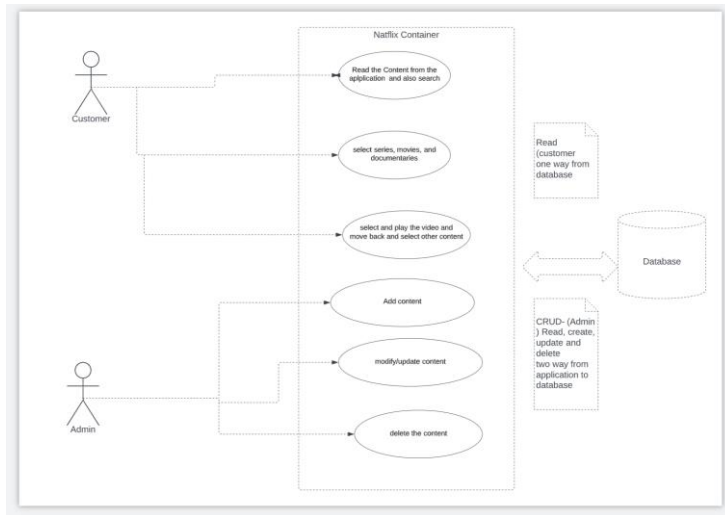 Natflix Container
Read the Content from the
aplplication and also search
Customer
select series, movies, and
documentaries
Read
(customer
one way from
database
select and play the video and
move back and select other content
Database
Add content
CRUD- (Admin
) Read, create,
update and
delete
two way from
application to
database
modify/update content
Admin
delete the content